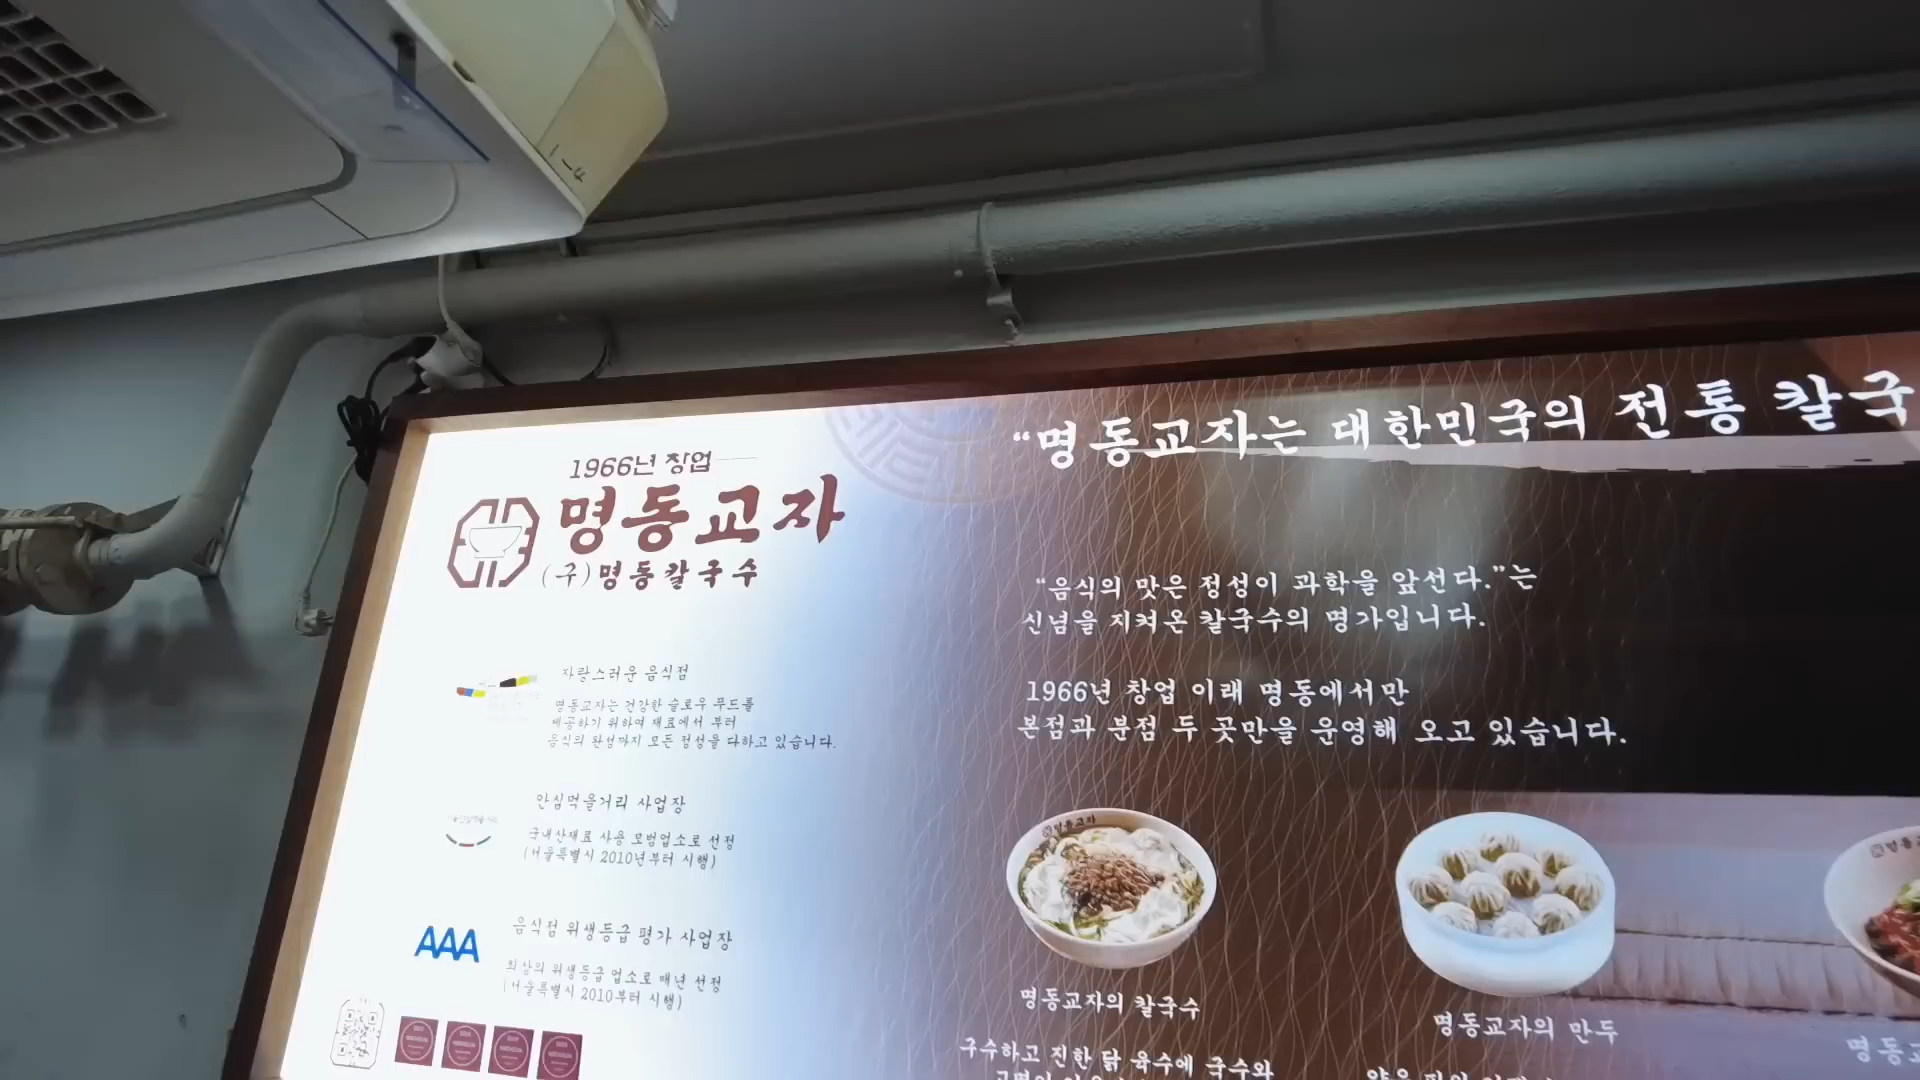 1-4
1966년 창업
명동교자
(구)명동칼국수
자랑스러운 음식점
명동교자는 건강한 슬로우 푸드를
제공하기 위하여 재료에서 부터
음식의 완성까지 모든 정성을 다하고 있습니다.
안심먹을거리 사업장
국내산재료 사용 모범업소로 선정
(서울특별시 2010년부터 시행)
AAA
음식점 위생등급 평가 사업장
최상의 위생등급 업소로 매년 선정
(서울특별시 2010부터 시행)
“명동교자는 대한민국의 전통 칼국
“음식의 맛은 정성이 과학을 앞선다.”는
신념을 지켜온 칼국수의 명가입니다.
1966년 창업 이래 명동에서만
본점과 분점 두 곳만을 운영해 오고 있습니다.
명동교자
명동교자의 칼국수
구수하고 진한 닭 육수에 국수와
명동교자의 만두
명동